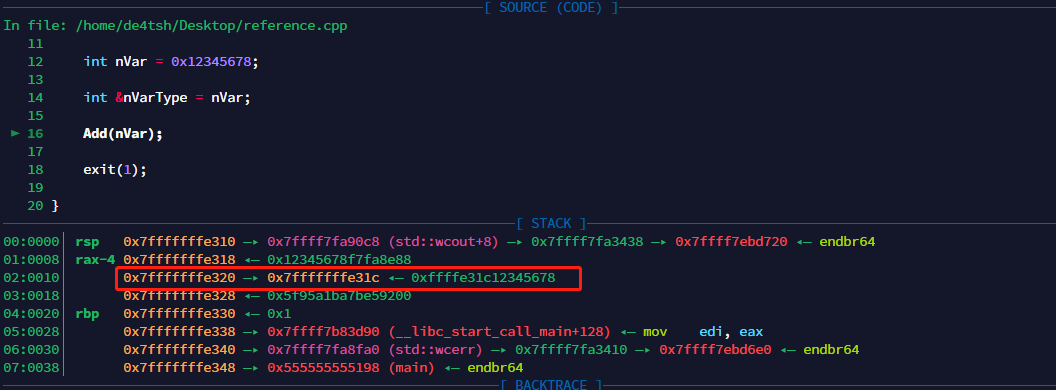 [ SOURCE (CODE) ]
In file: /home/de4tsh/Desktop/reference.cpp
11
12 int nVar = 0x12345678;
13
14 int &nVarType = nVar;
15
► 16 Add(nVar);
17
18 exit(1);
19
20 }
[ STACK ]
00:0000│ rsp 0x7fffffffe310 —▸ 0x7ffff7fa90c8 (std::wcout+8) —▸ 0x7ffff7fa3438 —▸ 0x7ffff7ebd720 ◂— endbr64
01:0008│ rax-4 0x7fffffffe318 ◂— 0x12345678f7fa8e88
02:0010│ 0x7fffffffe320 —▸ 0x7fffffffe31c ◂— 0xffffe31c12345678
03:0018│ 0x7fffffffe328 ◂— 0x5f95a1ba7be59200
04:0020│ rbp 0x7fffffffe330 ◂— 0x1
05:0028│ 0x7fffffffe338 —▸ 0x7ffff7b83d90 (__libc_start_call_main+128) ◂— mov edi, eax
06:0030│ 0x7fffffffe340 —▸ 0x7ffff7fa8fa0 (std::wcerr) —▸ 0x7ffff7fa3410 —▸ 0x7ffff7ebd6e0 ◂— endbr64
07:0038│ 0x7fffffffe348 —▸ 0x555555555198 (main) ◂— endbr64
[ BACKTRACE ]